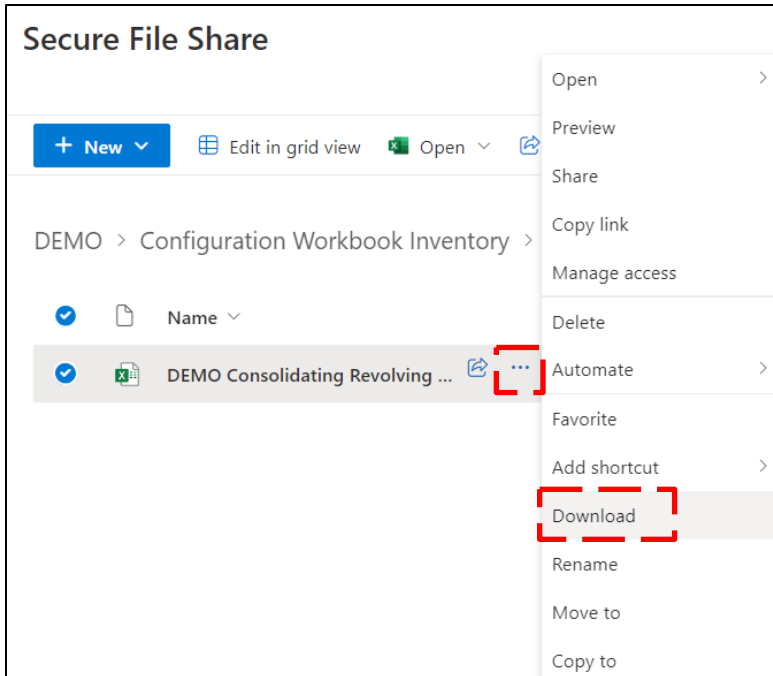 Secure File Share
+ New
Edit in grid view
Open
DEMO > Configuration Workbook Inventory >
Name
DEMO Consolidating Revolving ...
...
Open
Preview
Share
Copy link
Manage access
Delete
Automate
Favorite
Add shortcut
Download
Rename
Move to
Copy to